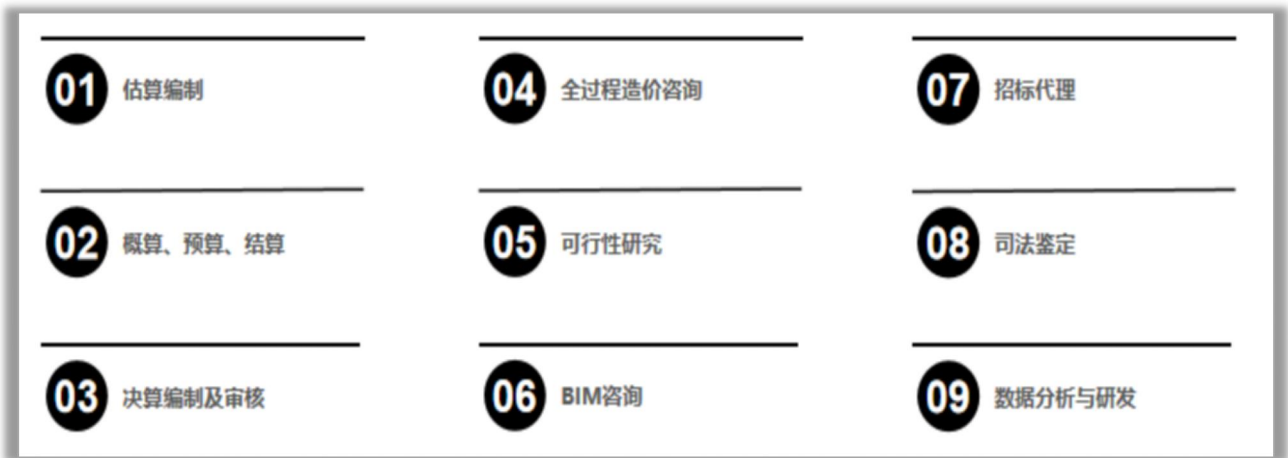 01 估算编制
02 概算、预算、结算
03 决算编制及审核
04 全过程造价咨询
05 可行性研究
06 BIM咨询
07 招标代理
08 司法鉴定
09 数据分析与研发